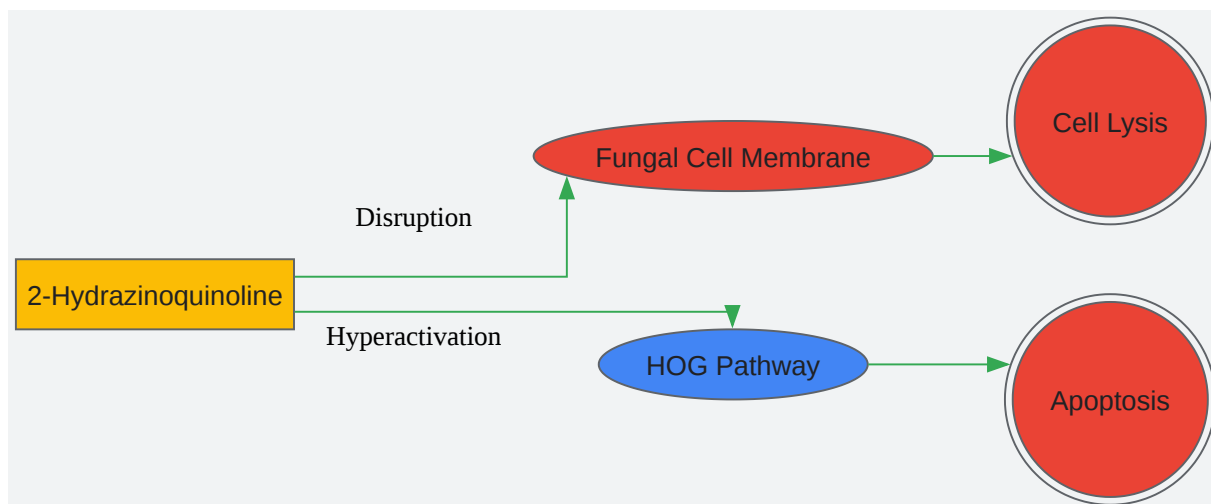 Cell Lysis
Fungal Cell Membrane
Disruption
2-Hydrazinoquinoline
Hyperactivation
HOG Pathway
Apoptosis